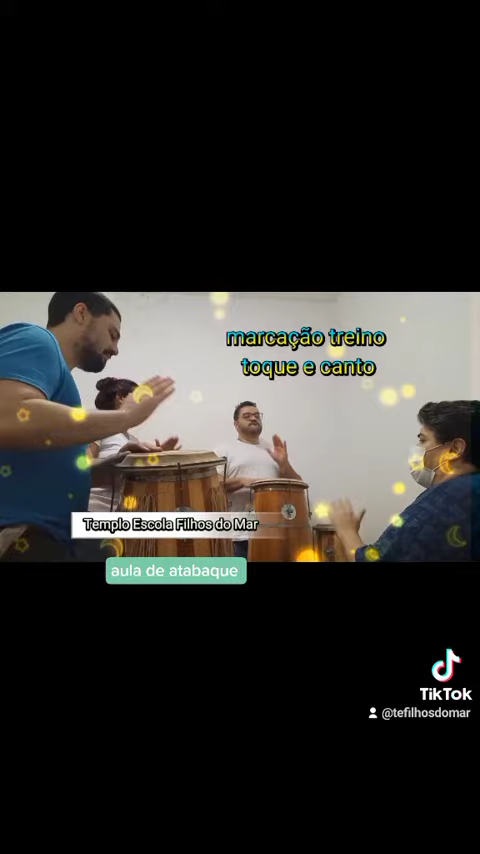 marcação treino
toque e canto
Templo Escola Filhos do Mar
aula de atabaque
TikTok
@tefilhosdomar